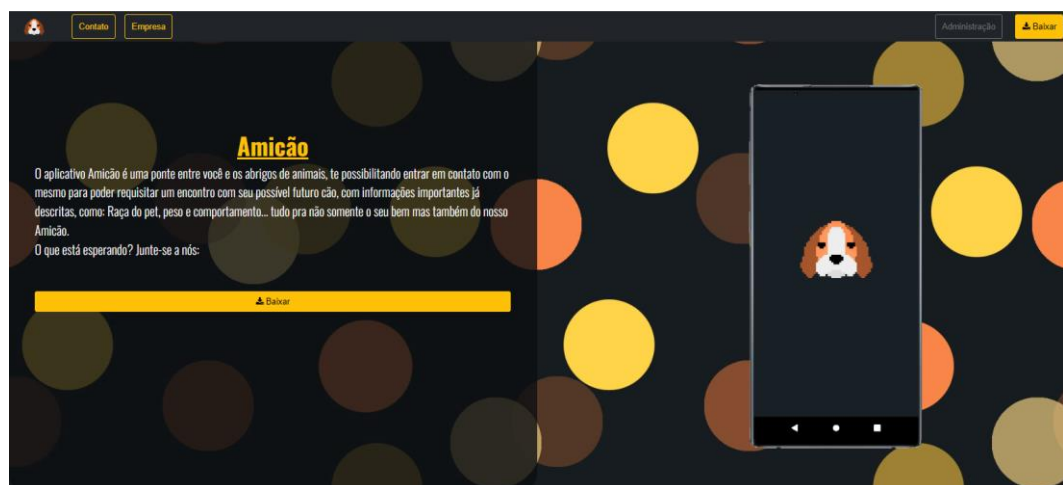 Contato
Empresa
Administração
Baixar
Amicão
O aplicativo Amicão é uma ponte entre você e os abrigos de animais, te possibilitando entrar em contato com o
mesmo para poder requisitar um encontro com seu possível futuro cão, com informações importantes já
descritas, como: Raça do pet, peso e comportamento... tudo pra não somente o seu bem mas também do nosso
Amicão.
O que está esperando? Junte-se a nós:
Baixar